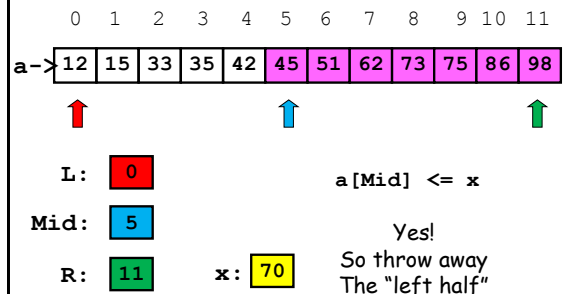 0 1 2 3 4 5 6 7 8 9 10 11
a-> 12 15 33 35 42 45 51 62 73 75 86 98
L: 0
a[Mid] <= x
Mid: 5
Yes!
So throw away
R: 11 x: 70
The "left half"